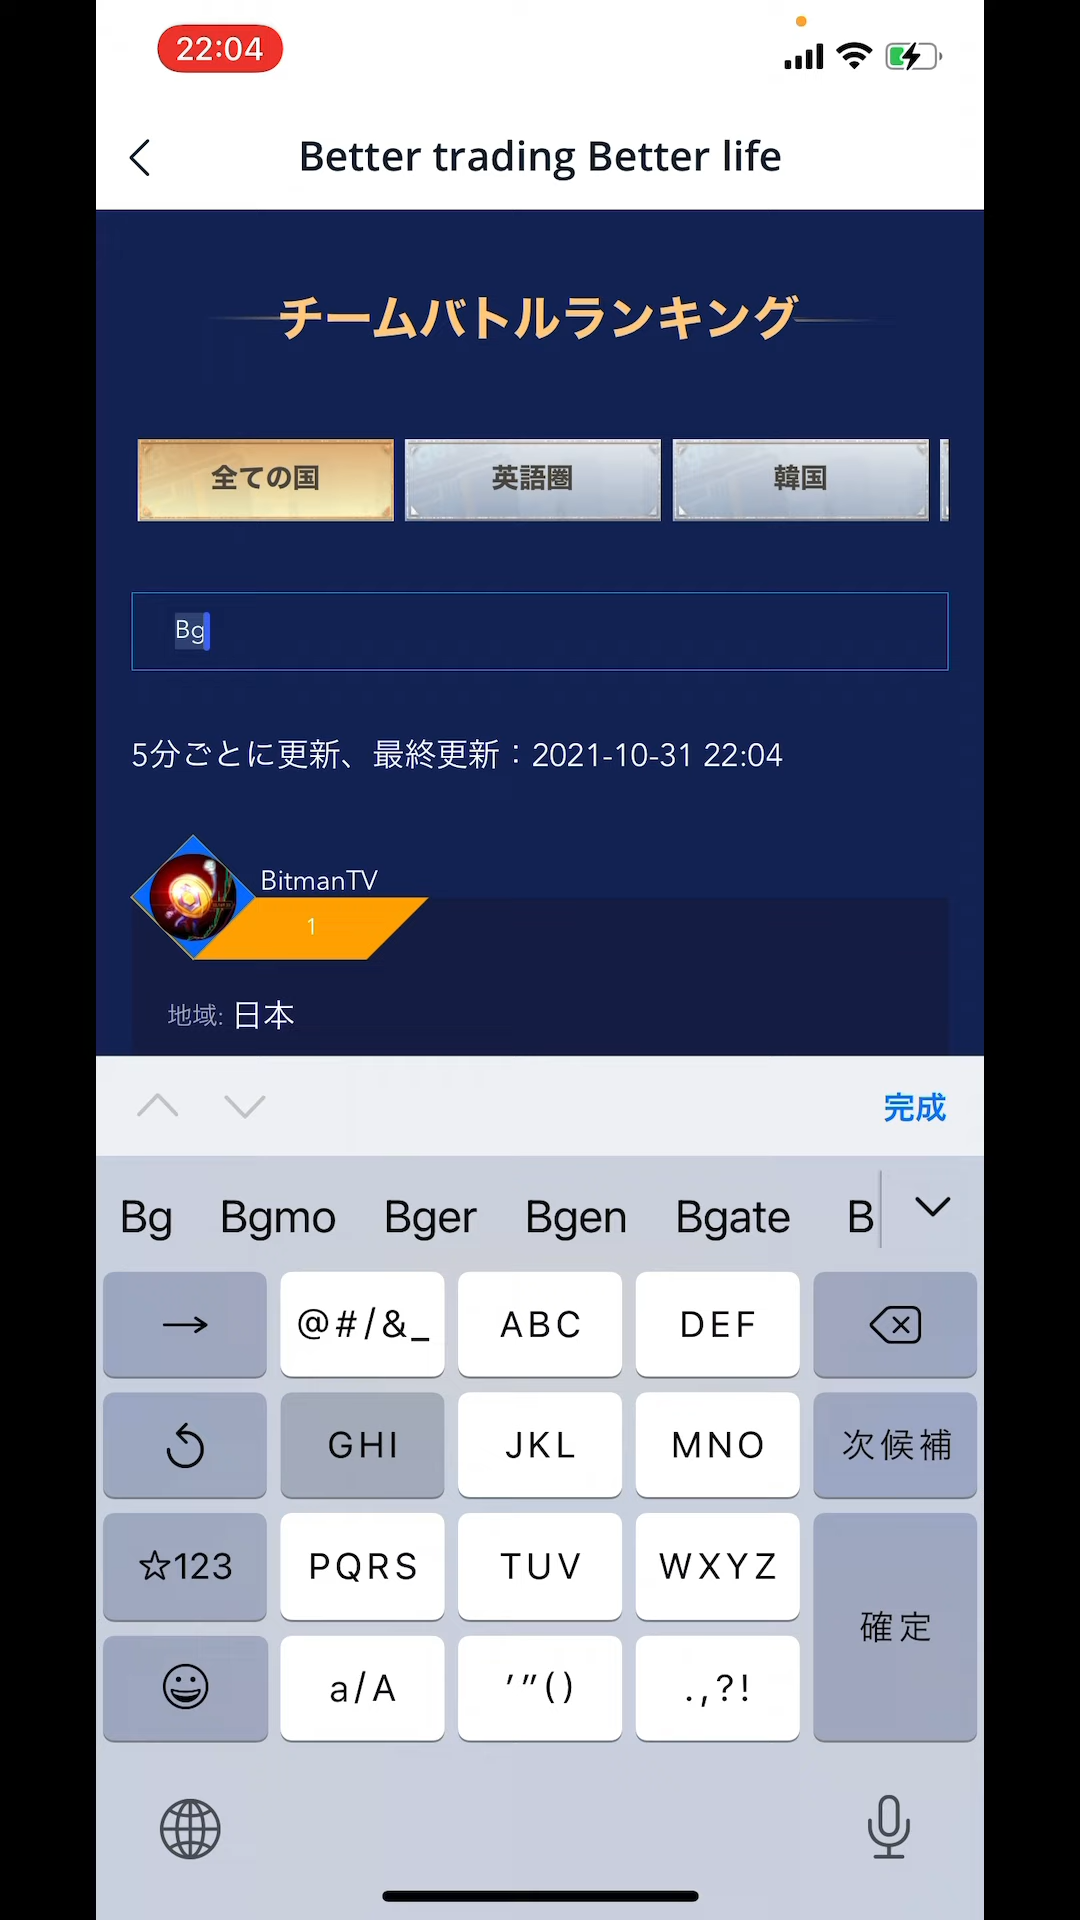 22:04
Better trading Better life
チームバトルランキング
全ての国 英語圏 韓国
Bg
5分ごとに更新、最終更新：2021-10-31 22:04
BitmanTV
1
地域: 日本
完成
Bg Bgmo Bger Bgen Bgate B
→ @#/&_ ABC DEF
GHI JKL MNO 次候補
☆123 PQRS TUV WXYZ
確定
a/A ’”() .,?!